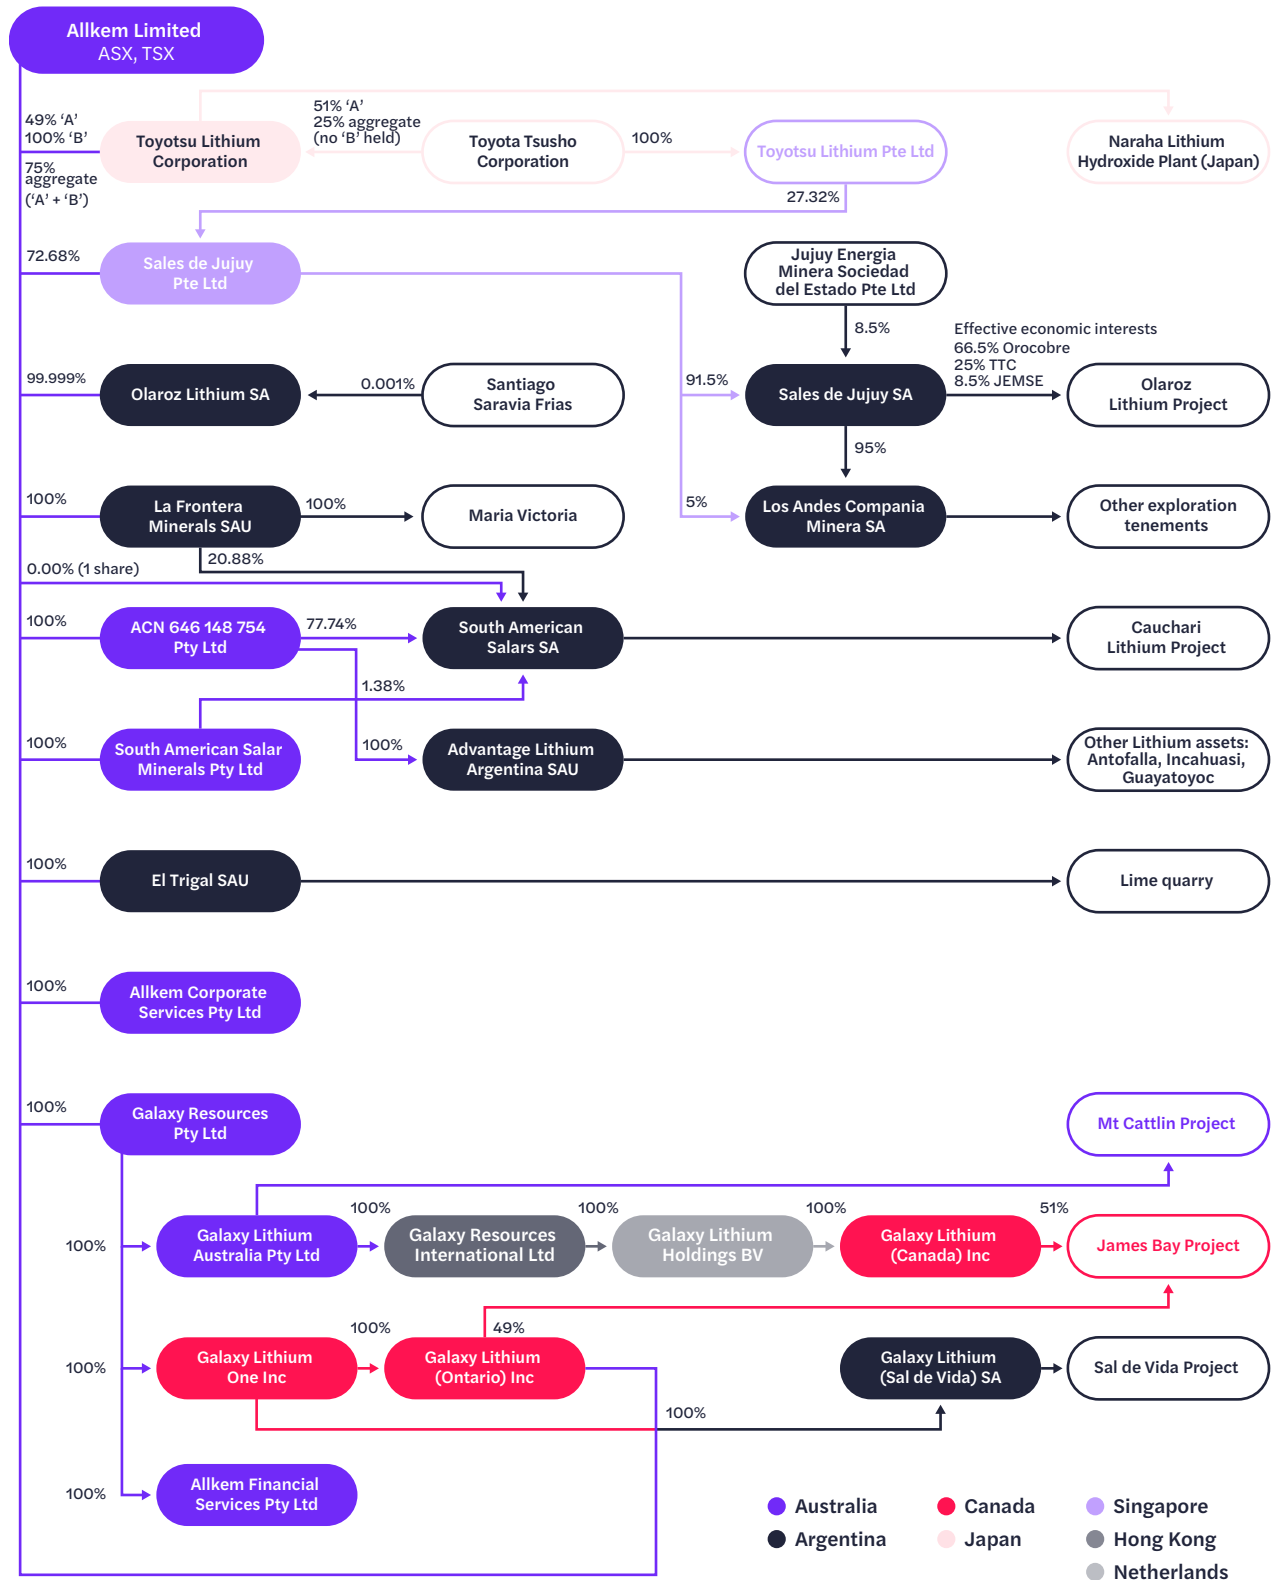 Allkem Limited
ASX, TSX
49% ‘A’
100% ‘B’
75%
aggregate
(‘A’ + ‘B’)
Toyotsu Lithium
Corporation
51% ‘A’
25% aggregate
(no ‘B’ held)
Toyota Tsusho
Corporation
100%
Toyotsu Lithium Pte Ltd
Naraha Lithium
Hydroxide Plant (Japan)
27.32%
72.68%
Sales de Jujuy
Pte Ltd
Jujuy Energia
Minera Sociedad
del Estado Pte Ltd
8.5%
Effective economic interests
66.5% Orocobre
25% TTC
8.5% JEMSE
99.999%
Olaroz Lithium SA
0.001%
Santiago
Saravia Frias
91.5%
Sales de Jujuy SA
Olaroz
Lithium Project
95%
100%
La Frontera
Minerals SAU
100%
Maria Victoria
5%
Los Andes Compania
Minera SA
Other exploration
tenements
20.88%
0.00% (1 share)
100%
ACN 646 148 754
Pty Ltd
77.74%
South American
Salars SA
Cauchari
Lithium Project
1.38%
100%
South American Salar
Minerals Pty Ltd
100%
Advantage Lithium
Argentina SAU
Other Lithium assets:
Antofalla, Incahuasi,
Guayatoyoc
100%
El Trigal SAU
Lime quarry
100%
Allkem Corporate
Services Pty Ltd
100%
Galaxy Resources
Pty Ltd
Mt Cattlin Project
100%
Galaxy Lithium
Australia Pty Ltd
100%
Galaxy Resources
International Ltd
100%
Galaxy Lithium
Holdings BV
100%
Galaxy Lithium
(Canada) Inc
51%
James Bay Project
100%
Galaxy Lithium
One Inc
100%
Galaxy Lithium
(Ontario) Inc
49%
Galaxy Lithium
(Sal de Vida) SA
Sal de Vida Project
100%
100%
Allkem Financial
Services Pty Ltd
Australia
Canada
Singapore
Argentina
Japan
Hong Kong
Netherlands